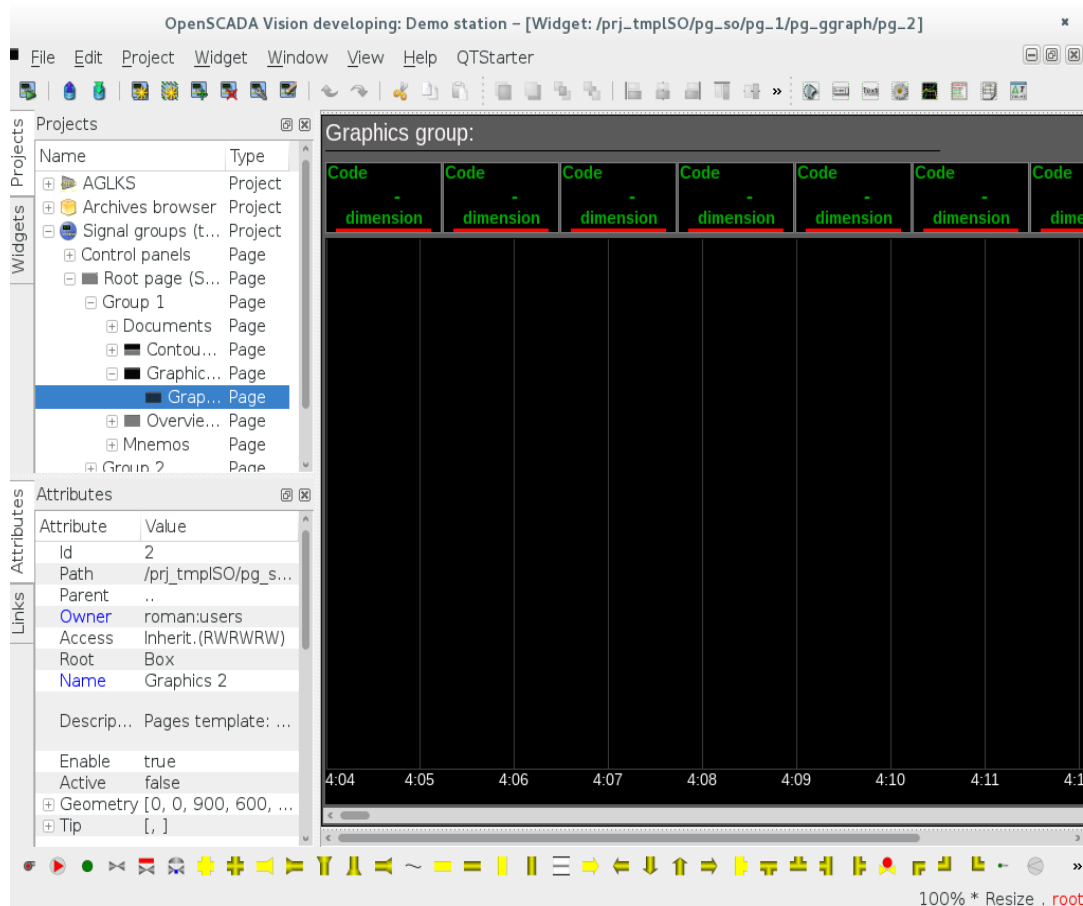 OpenSCADA Vision developing: Demo station – [Widget: /prj_tmplSO/pg_so/pg_1/pg_ggraph/pg_2]
File Edit Project Widget Window View Help QTStarter
Projects
Widgets
Projects
Name Type
AGLKS Project
Archives browser Project
Signal groups (t... Project
Control panels Page
Root page (S... Page
Group 1 Page
Documents Page
Contou... Page
Graphic... Page
Grap... Page
Overvie... Page
Mnemos Page
Group 2 Page
Attributes
Links
Attributes
Attribute Value
Id 2
Path /prj_tmplSO/pg_s...
Parent ..
Owner roman:users
Access Inherit.(RWRWRW)
Root Box
Name Graphics 2
Descrip... Pages template: ...
Enable true
Active false
Geometry [0, 0, 900, 600, ...
Tip [, ]
Graphics group:
Code Code Code Code Code Code Code
- - - - - -
dimension dimension dimension dimension dimension dimension dime
4:04 4:05 4:06 4:07 4:08 4:09 4:10 4:11 4:1
100% * Resize . root